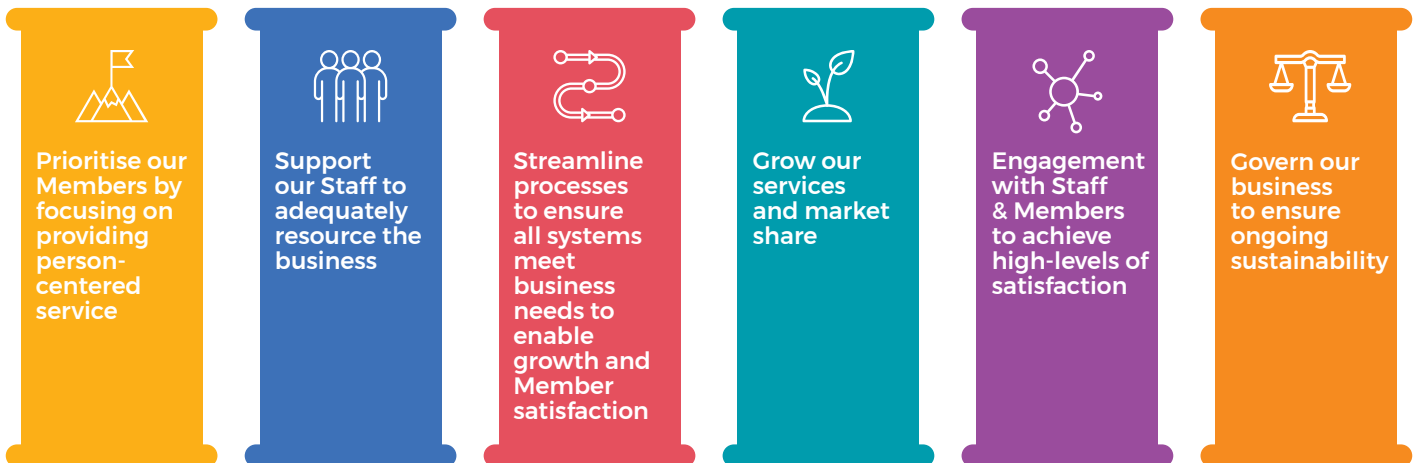 Prioritise our
Members by
focusing on
providing
person-
centered
service
Support
our Staff to
adequately
resource the
business
Streamline
processes
to ensure
all systems
meet
business
needs to
enable
growth and
Member
satisfaction
Grow our
services
and market
share
Engagement
with Staff
& Members
to achieve
high-levels of
satisfaction
Govern our
business
to ensure
ongoing
sustainability